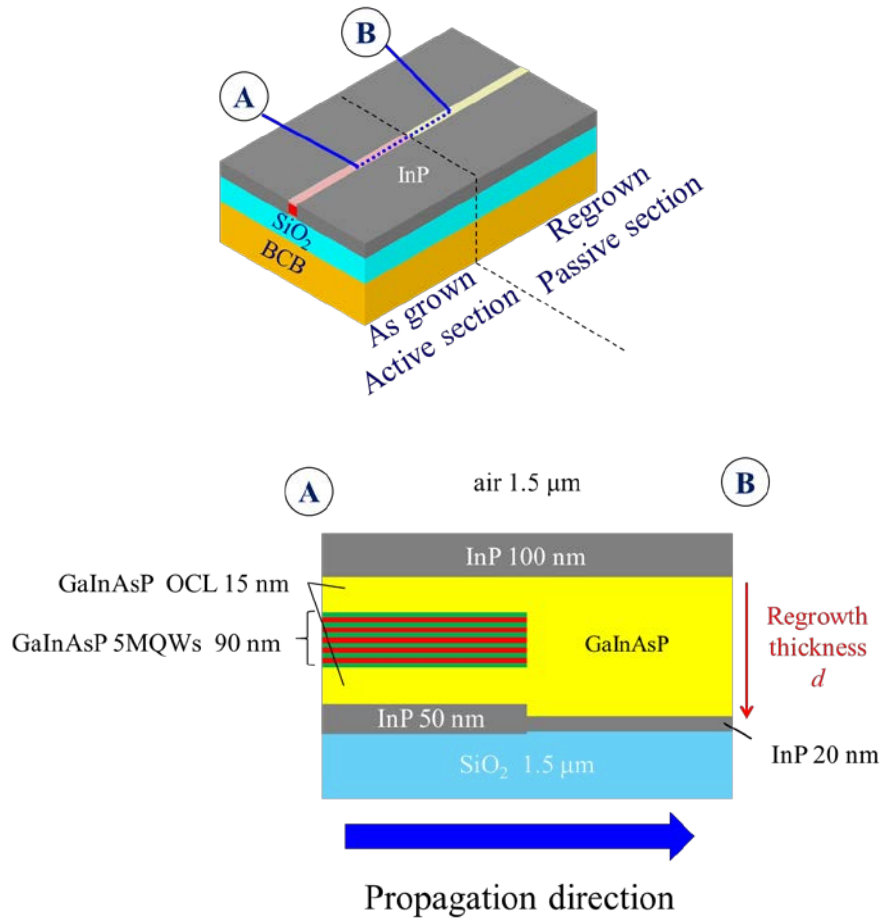 B
A
InP
SiO₂
BCB
As grown
Active section
Regrown
Passive section
A
air 1.5 μm
B
InP 100 nm
GaInAsP OCL 15 nm
GaInAsP 5MQWs 90 nm
GaInAsP
Regrowth
thickness
d
InP 50 nm
InP 20 nm
SiO₂ 1.5 μm
Propagation direction